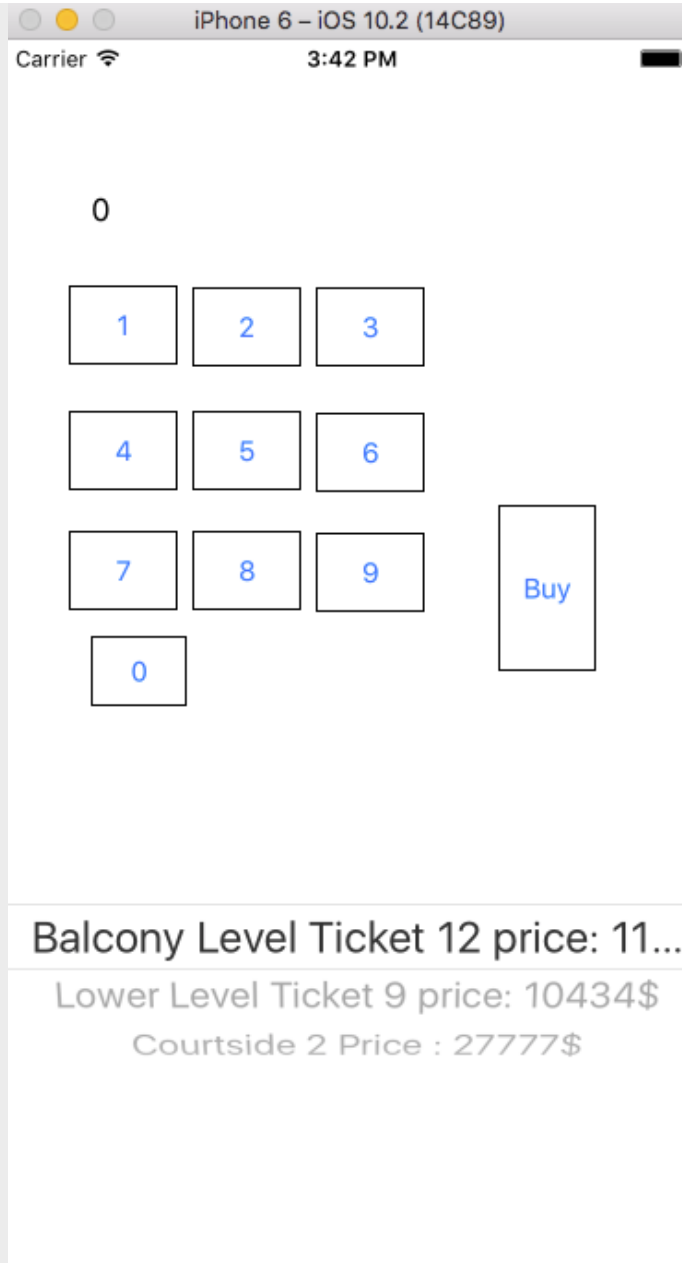 iPhone 6 – iOS 10.2 (14C89)
Carrier 3:42 PM
0
1 2 3
4 5 6
7 8 9
Buy
0
Balcony Level Ticket 12 price: 11...
Lower Level Ticket 9 price: 10434$
Courtside 2 Price : 27777$